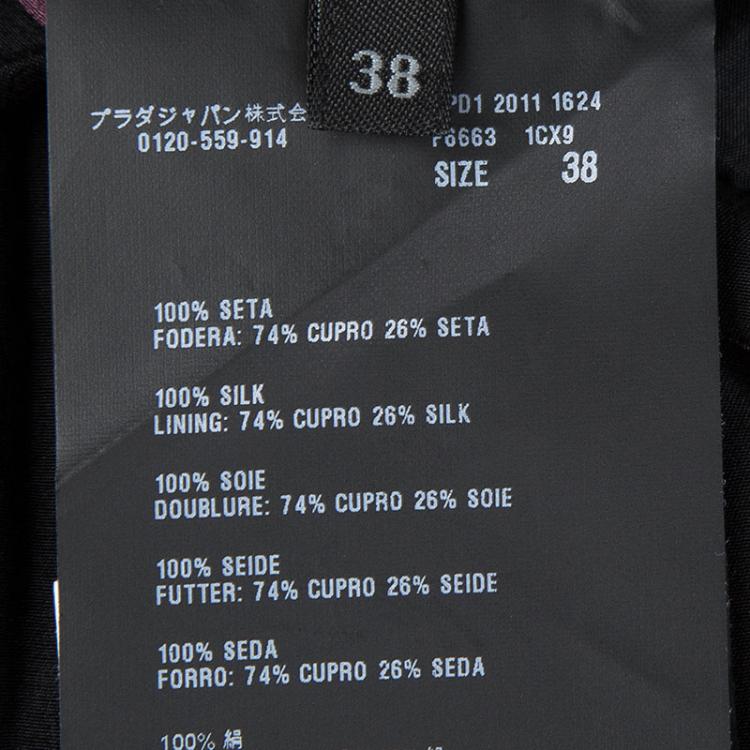 38
プラダジャパン株式会
0120-559-914
PD1 2011 1624
P6663 1CX9
SIZE 38
100% SETA
FODERA: 74% CUPRO 26% SETA
100% SILK
LINING: 74% CUPRO 26% SILK
100% SOIE
DOUBLURE: 74% CUPRO 26% SOIE
100% SEIDE
FUTTER: 74% CUPRO 26% SEIDE
100% SEDA
FORRO: 74% CUPRO 26% SEDA
100% 絹